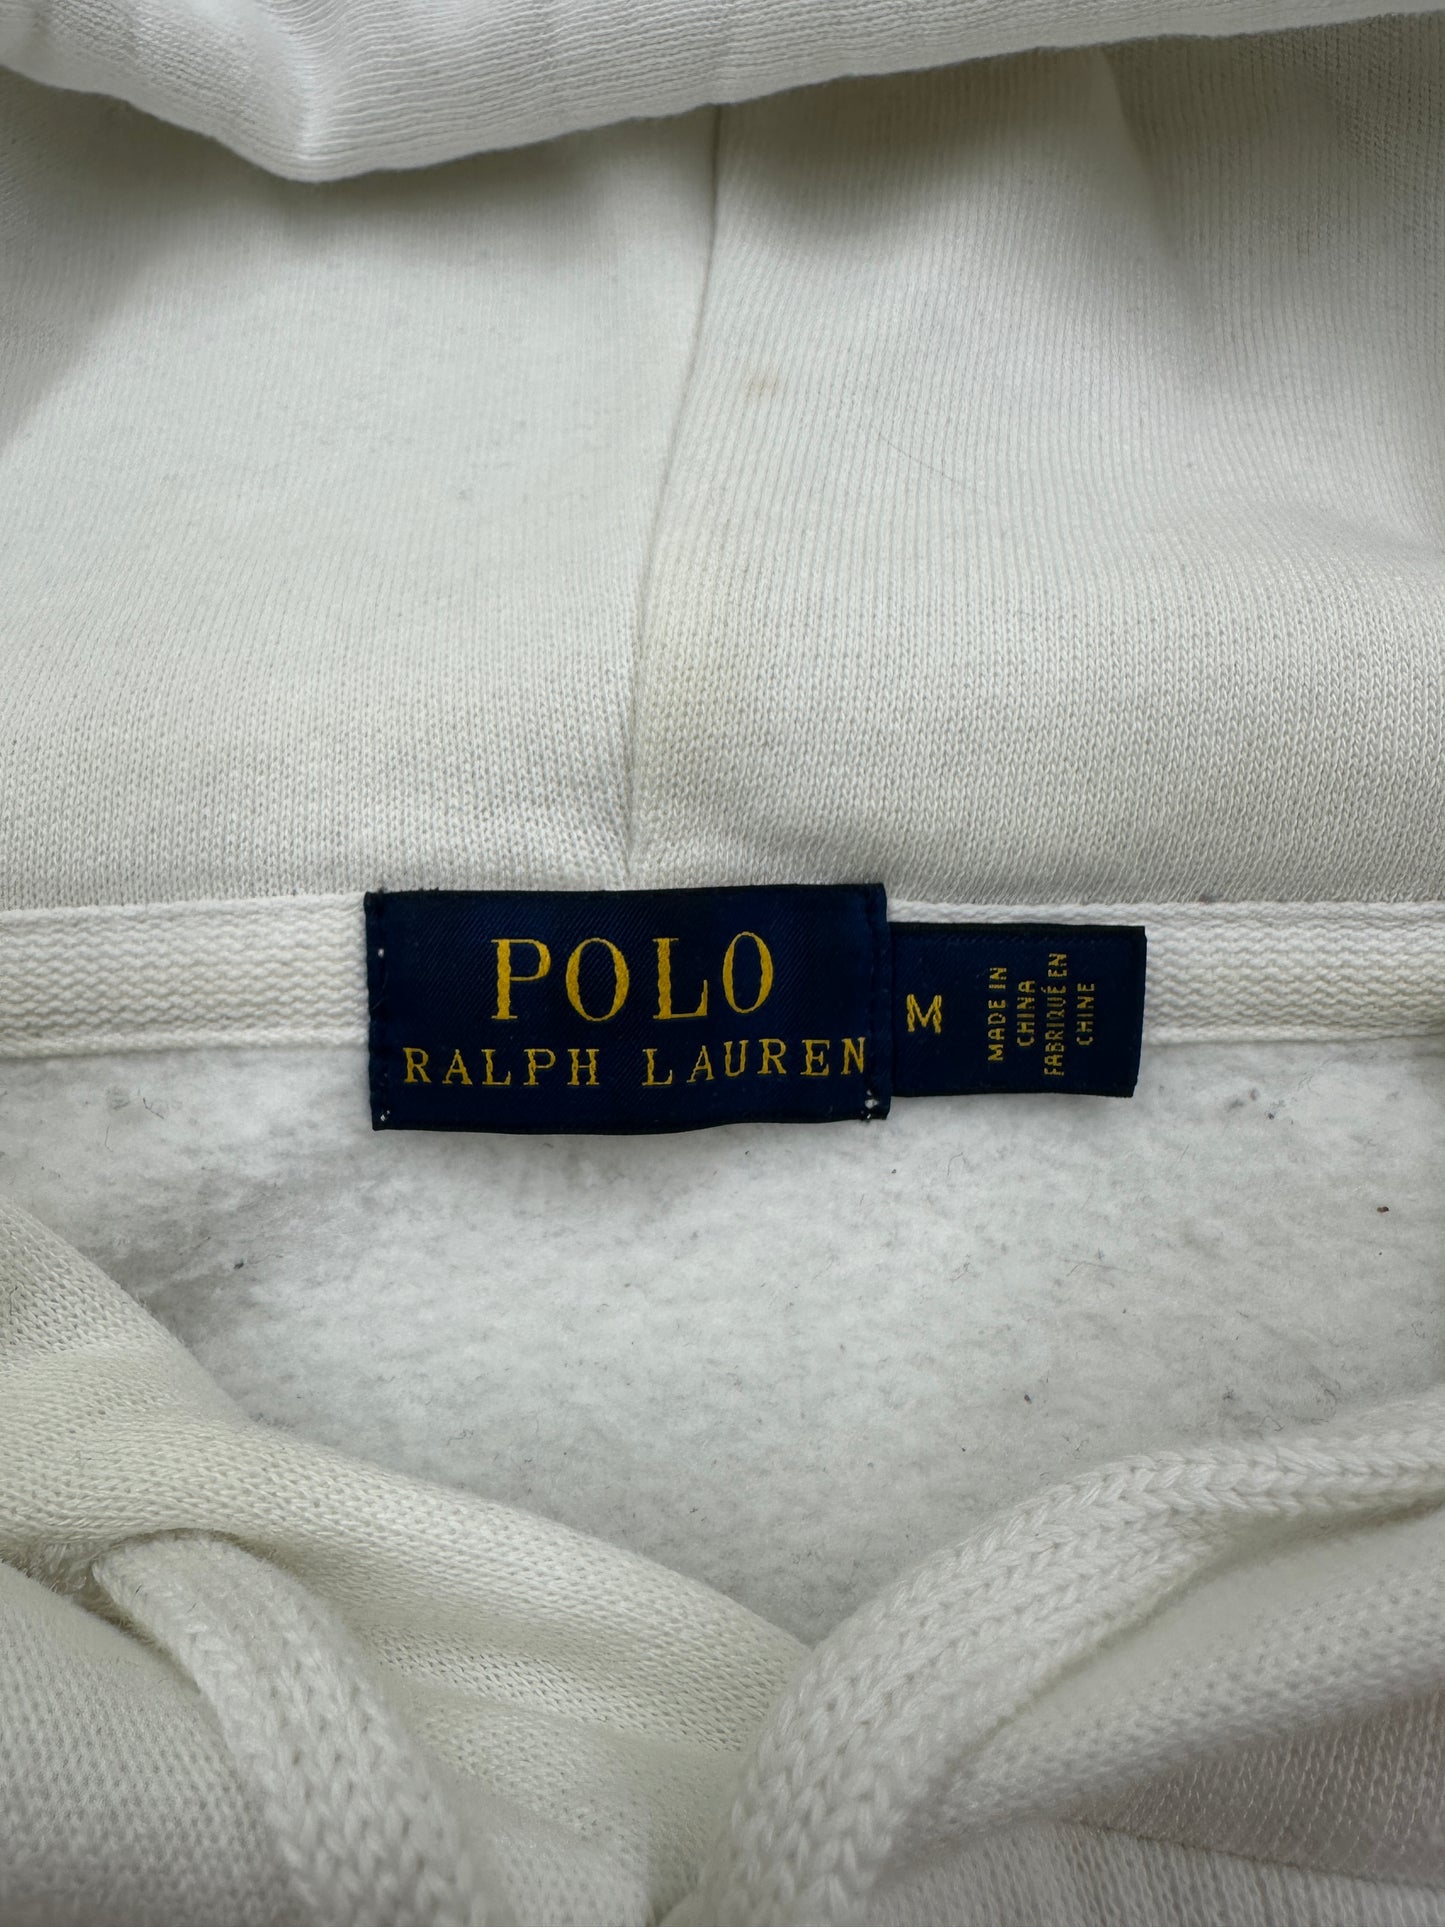 POLO
RALPH LAUREN
M
MADE IN
CHINA
FABRIQUÉ EN
CHINE